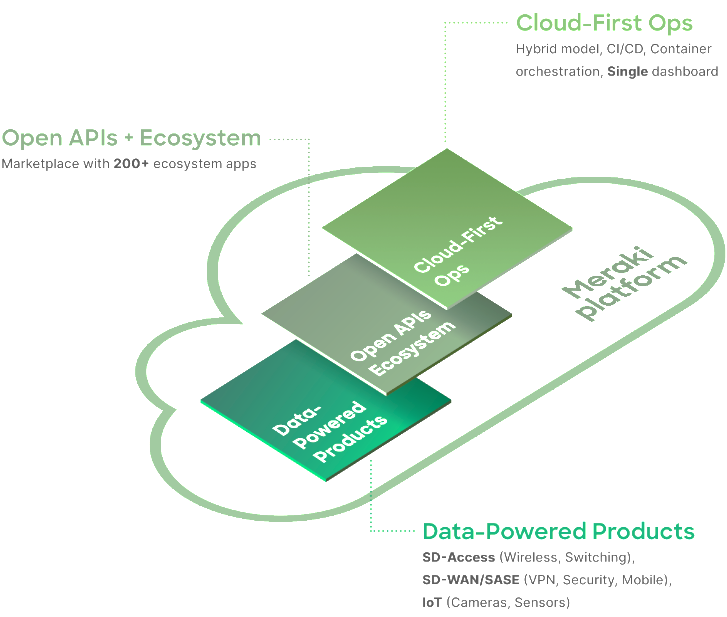 Cloud-First Ops
Hybrid model, CI/CD, Container
orchestration, Single dashboard
Open APIs + Ecosystem
Marketplace with 200+ ecosystem apps
Cloud-First
Ops
Meraki
platform
Open APIs
Ecosystem
Data-
Powered
Products
Data-Powered Products
SD-Access (Wireless, Switching),
SD-WAN/SASE (VPN, Security, Mobile),
IoT (Cameras, Sensors)